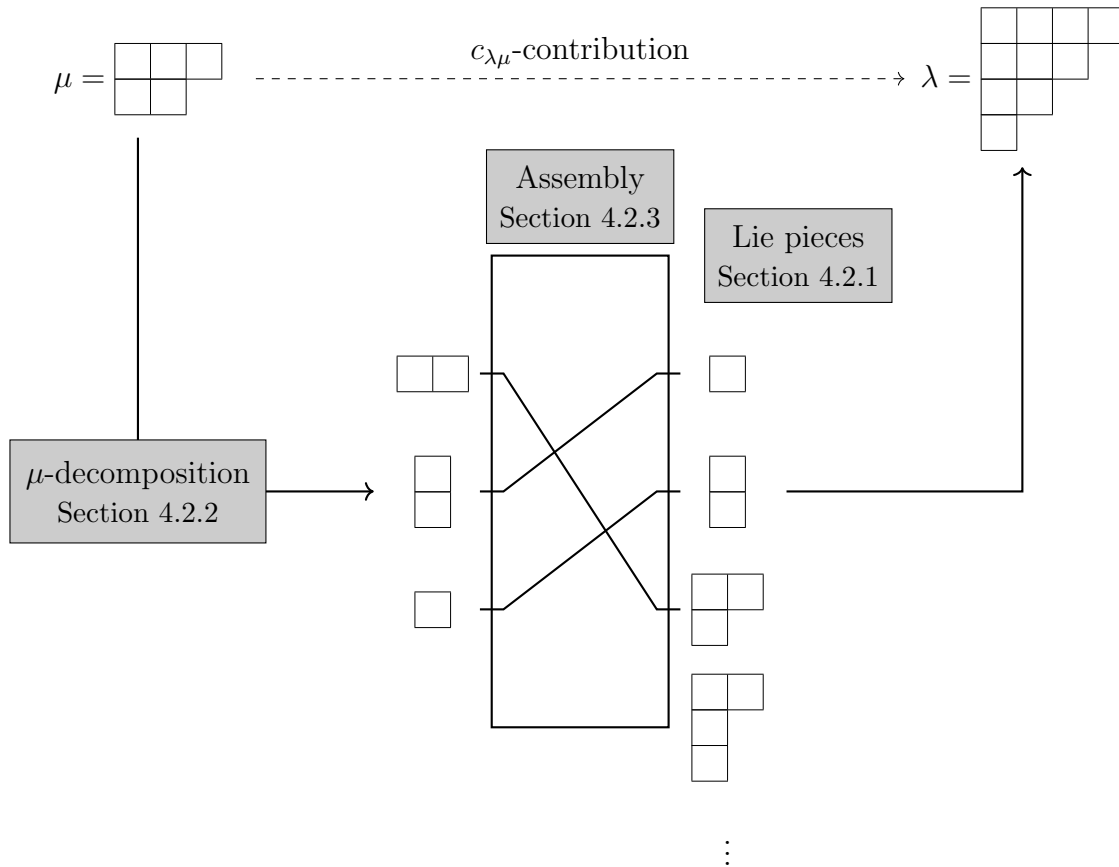 c_{λμ}-contribution
μ =
λ =
Assembly
Section 4.2.3
Lie pieces
Section 4.2.1
μ-decomposition
Section 4.2.2
⋮